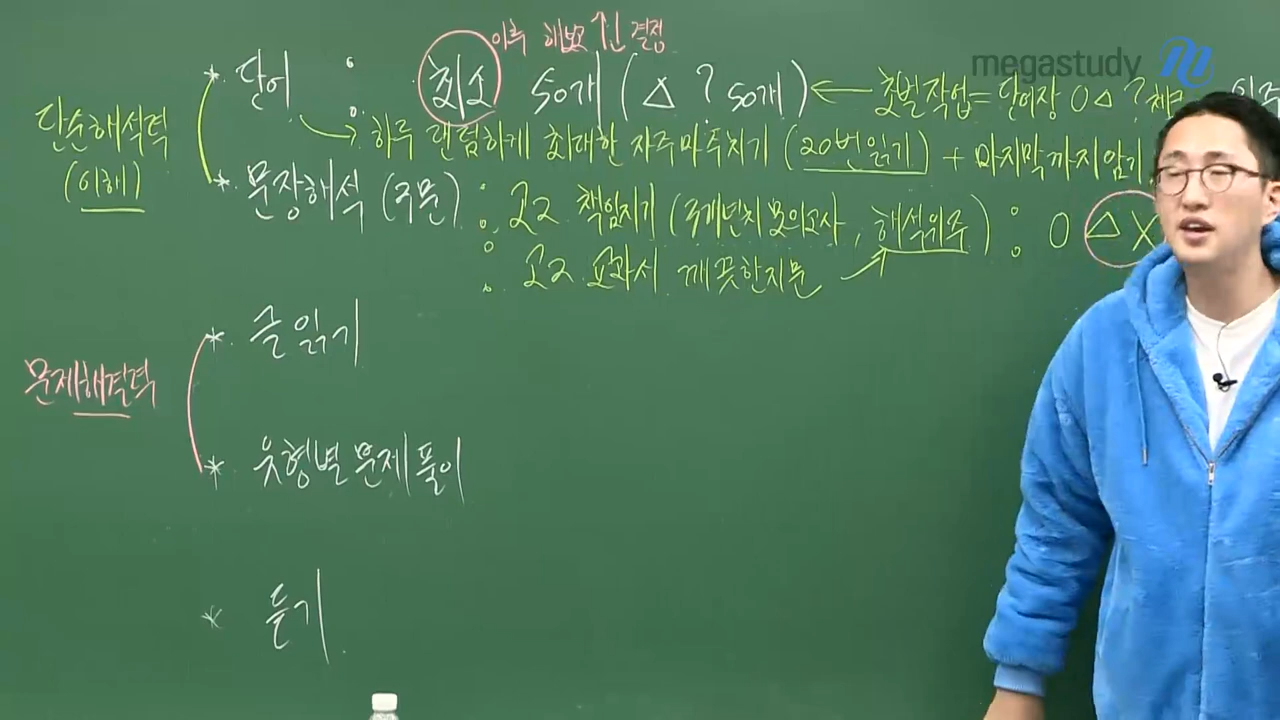 이후 해보고 ↑↓ 결정
megastudy
* 단어 : 최소 50개 (△ ? 50개) ← 초벌작업 = 단어장 O △ ? 체크
단순해석력
(이해)
→ 하루 랜덤하게 최대한 자주 마주치기 (20번 읽기) + 마지막까지 암기
* 문장해석 (구문) : 고2 책임지기 (3개년치 모의고사, 해석위주) : O △ X
: 고2 교과서 깨끗한 지문
* 글 읽기
문제해결력
* 유형별 문제 풀이
* 듣기